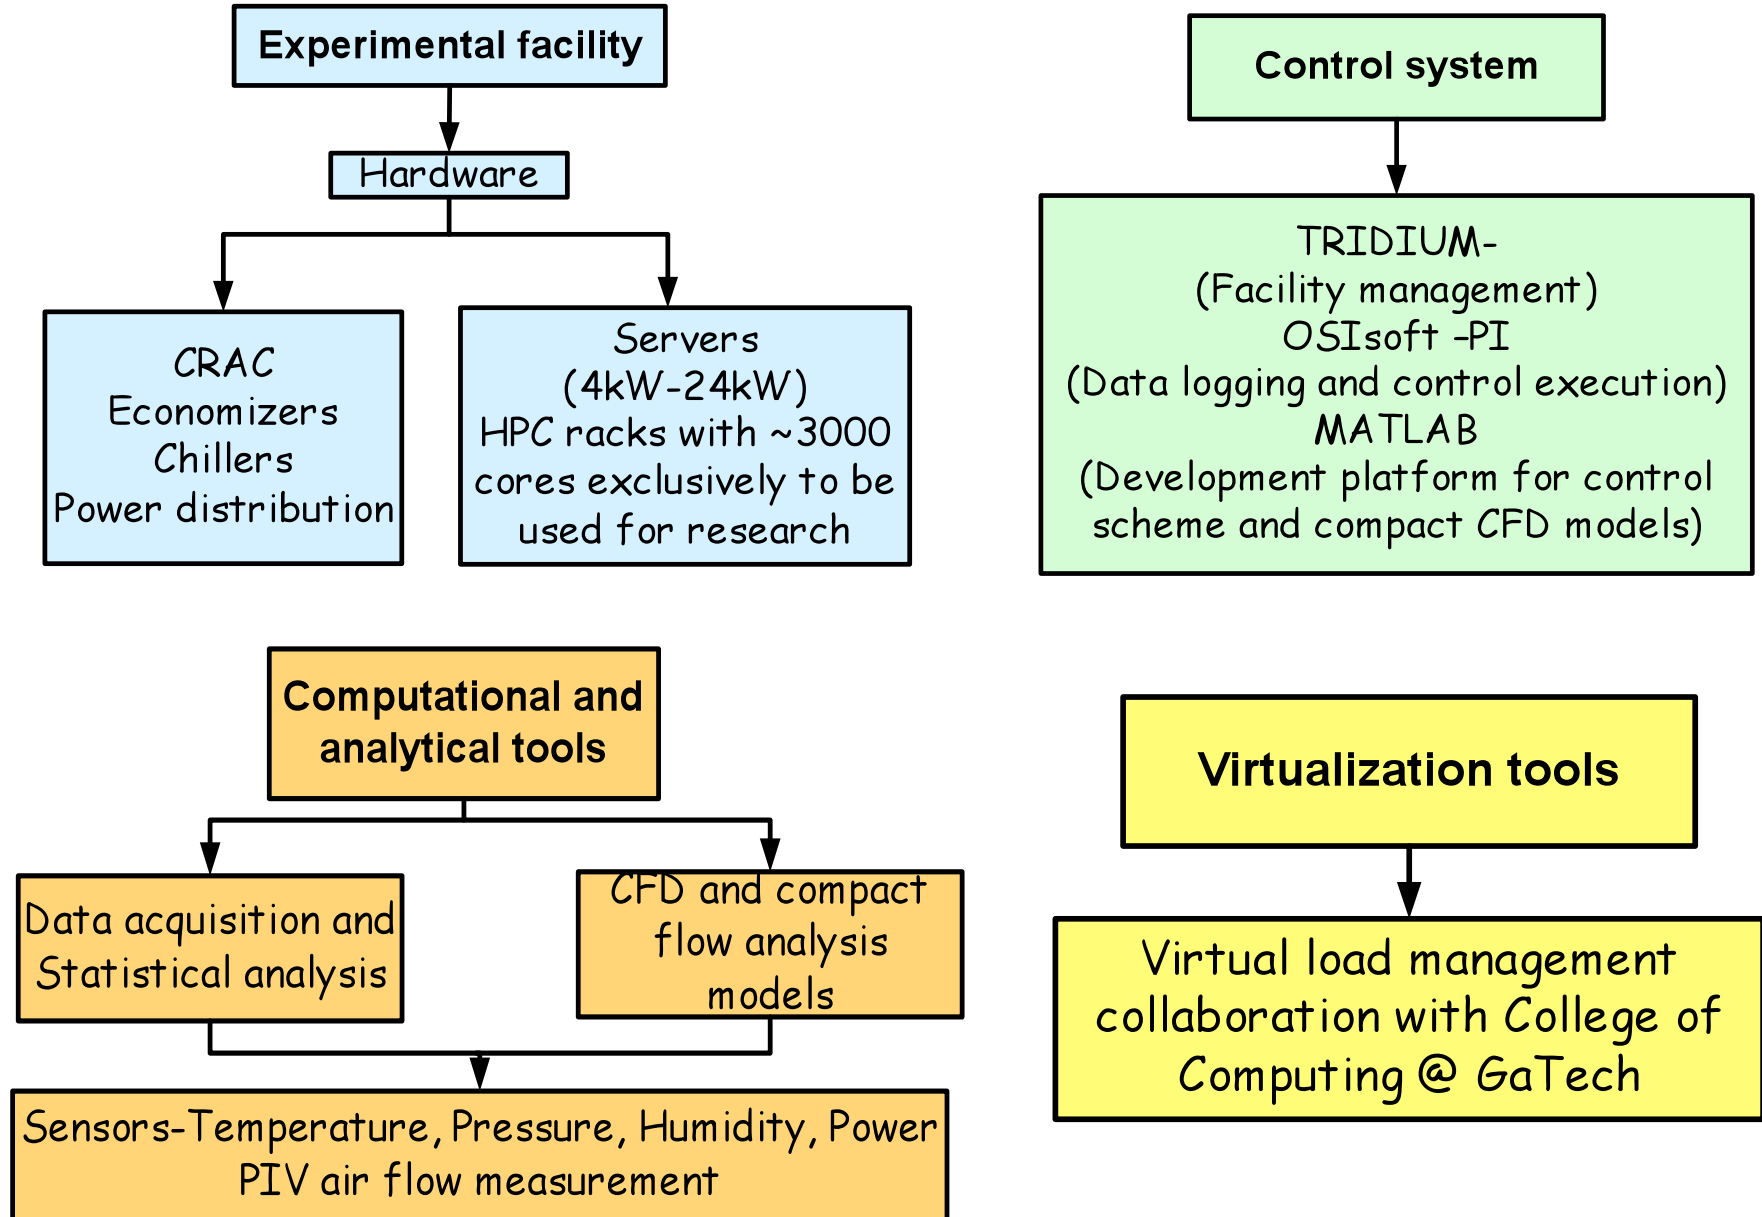 Experimental facility
Hardware
CRAC
Economizers
Chillers
Power distribution
Servers
(4kW-24kW)
HPC racks with ~3000
cores exclusively to be
used for research
Control system
TRIDIUM-
(Facility management)
OSIsoft -PI
(Data logging and control execution)
MATLAB
(Development platform for control
scheme and compact CFD models)
Computational and
analytical tools
Data acquisition and
Statistical analysis
CFD and compact
flow analysis
models
Sensors-Temperature, Pressure, Humidity, Power
PIV air flow measurement
Virtualization tools
Virtual load management
collaboration with College of
Computing @ GaTech